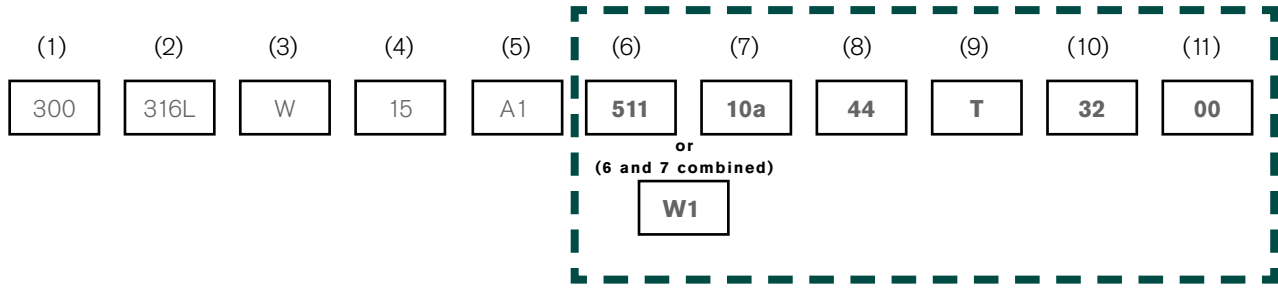 (1) (2) (3) (4) (5) (6) (7) (8) (9) (10) (11)
300 316L W 15 A1 511 10a 44 T 32 00
or
(6 and 7 combined)
W1